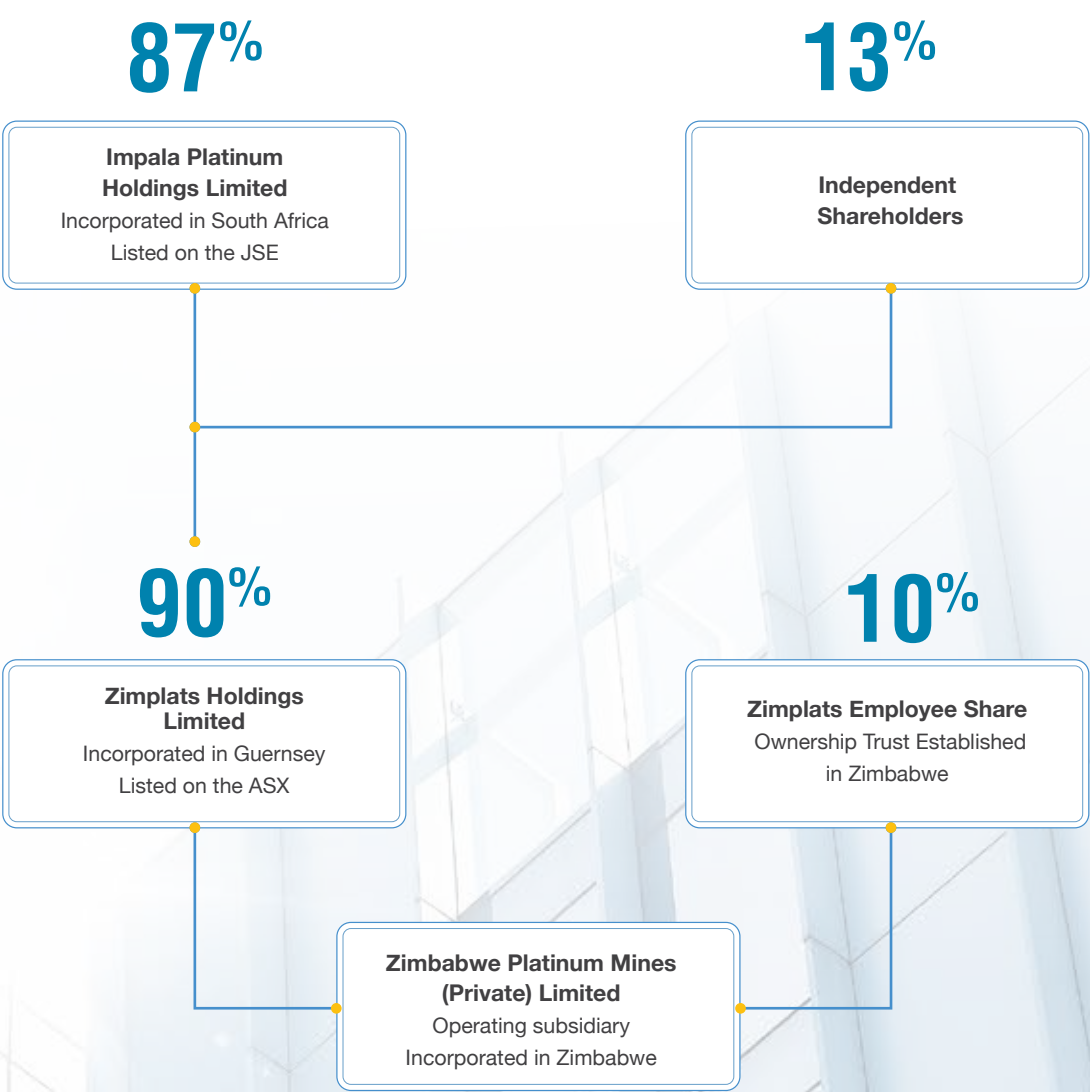 87%
13%
Impala Platinum
Holdings Limited
Incorporated in South Africa
Listed on the JSE
Independent
Shareholders
90%
10%
Zimplats Holdings
Limited
Incorporated in Guernsey
Listed on the ASX
Zimplats Employee Share
Ownership Trust Established
in Zimbabwe
Zimbabwe Platinum Mines
(Private) Limited
Operating subsidiary
Incorporated in Zimbabwe